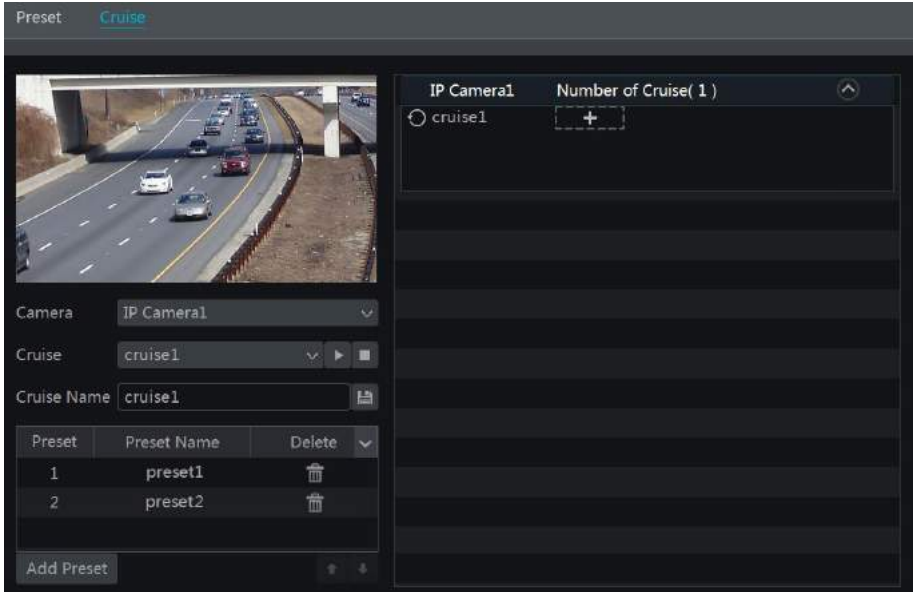 Preset Cruise
IP Camera1 Number of Cruise( 1 )
cruise1 +
Camera IP Camera1
Cruise cruise1
Cruise Name cruise1
Preset Preset Name Delete
1 preset1
2 preset2
Add Preset